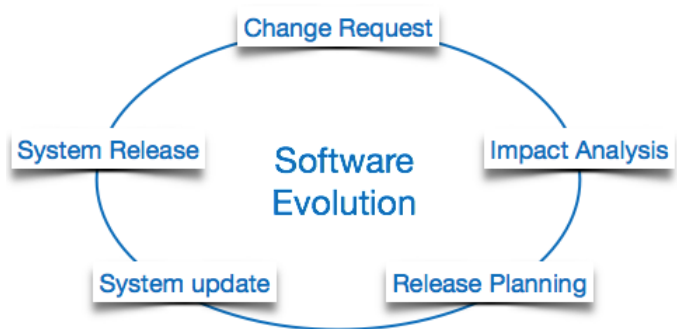 Change Request
System Release
Impact Analysis
Software
Evolution
System update
Release Planning